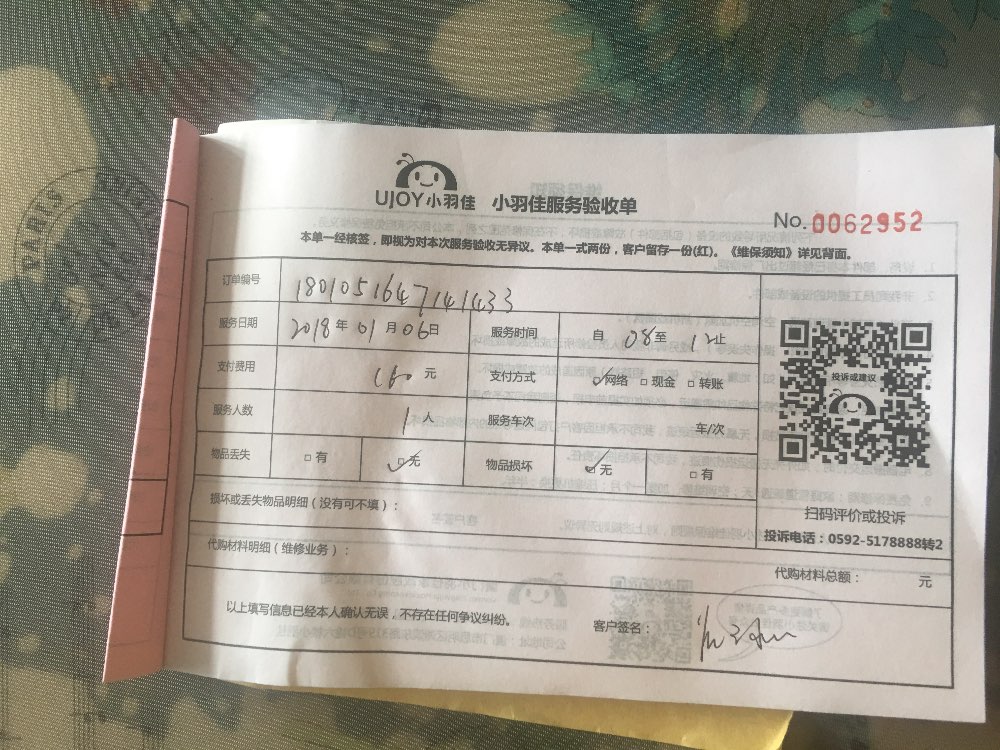 UJOY小羽佳 小羽佳服务验收单
No. 0062952
本单一经核签，即视为对本次服务验收无异议。本单一式两份，客户留存一份(红)。《维保须知》详见背面。
订单编号 180105164714 1433
服务日期 2018年01月06日 服务时间 自 08至 12止
支付费用 160元 支付方式 ☑网络 □现金 □转账
服务人数 1人 服务车次 车/次
物品丢失 □有 ☑无 物品损坏 ☑无 □有
投诉或建议
损坏或丢失物品明细（没有可不填）：
扫码评价或投诉
投诉电话：0592-5178888转2
代购材料明细（维修业务）：
代购材料总额： 元
以上填写信息已经本人确认无误，不存在任何争议纠纷。 客户签名：